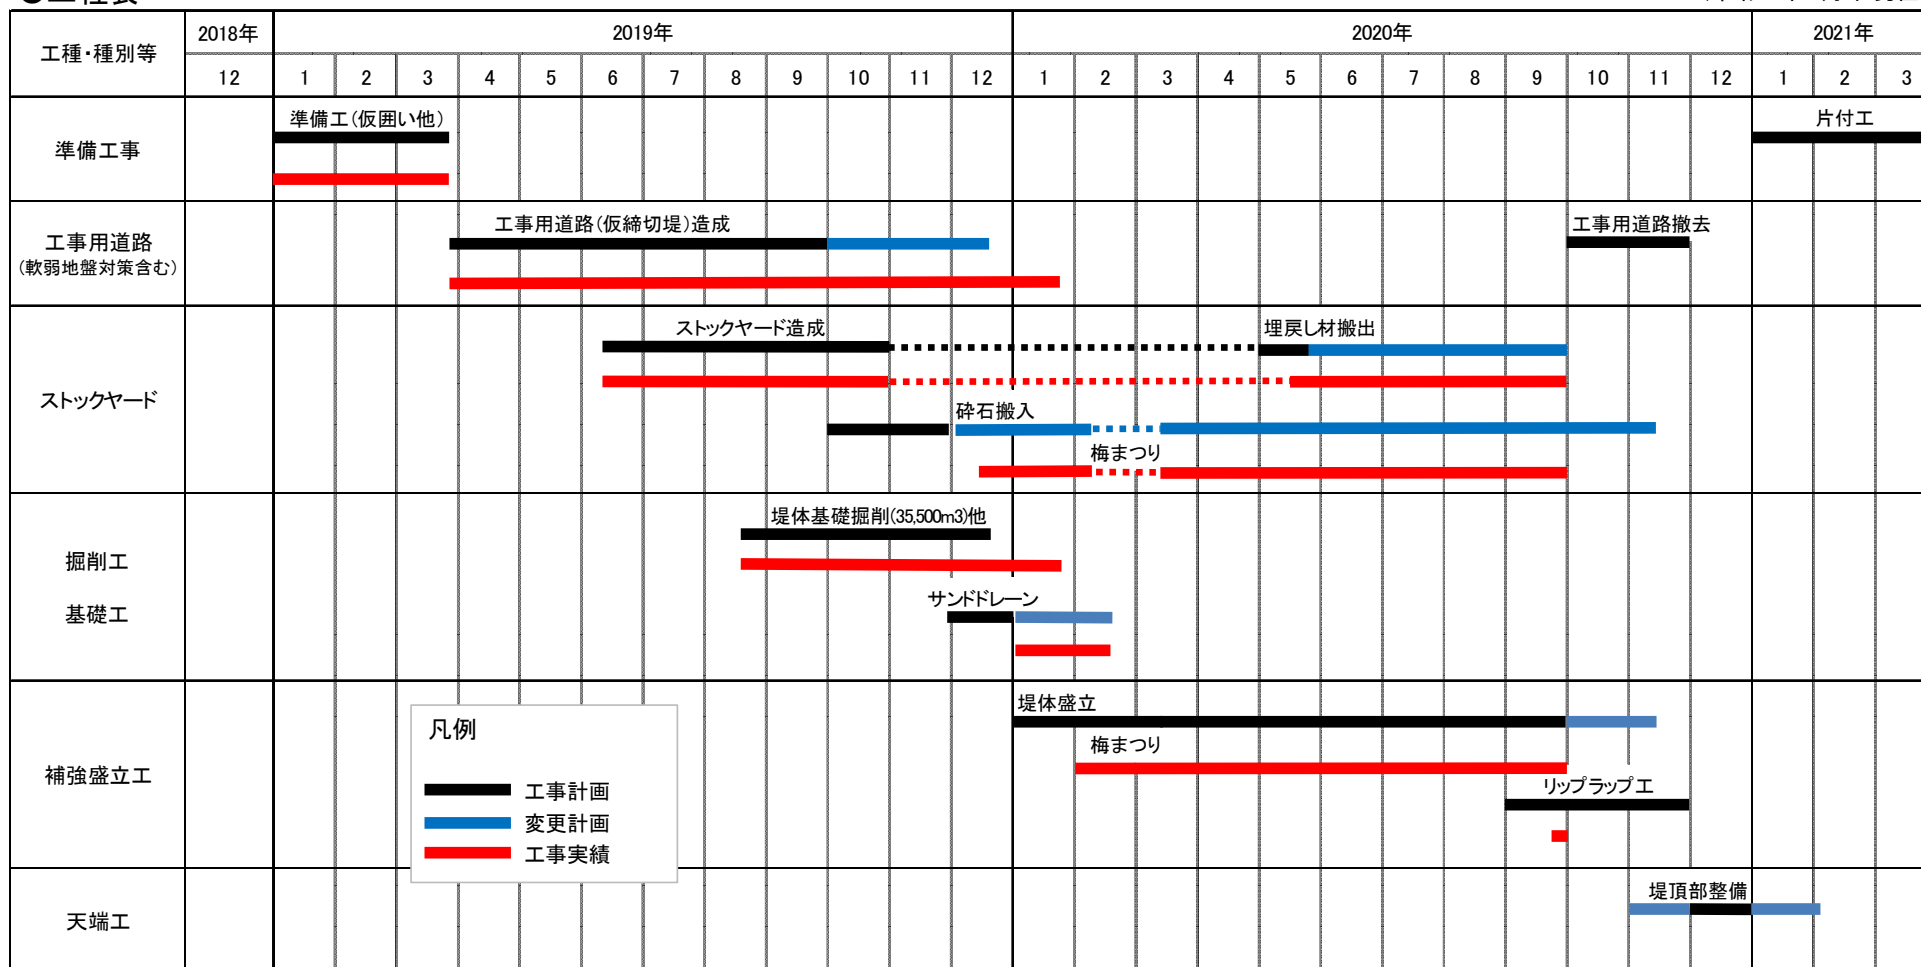 工種・種別等 2018年 2019年 2020年 2021年
12 1 2 3 4 5 6 7 8 9 10 11 12 1 2 3 4 5 6 7 8 9 10 11 12 1 2 3
準備工事
準備工(仮囲い他)
片付工
工事用道路
(軟弱地盤対策含む)
工事用道路(仮締切堤)造成
工事用道路撤去
ストックヤード
ストックヤード造成
埋戻し材搬出
砕石搬入
梅まつり
掘削工
堤体基礎掘削(35,500m3)他
基礎工
サンドドレーン
補強盛立工
堤体盛立
梅まつり
リップラップ工
凡例
工事計画
変更計画
工事実績
天端工
堤頂部整備